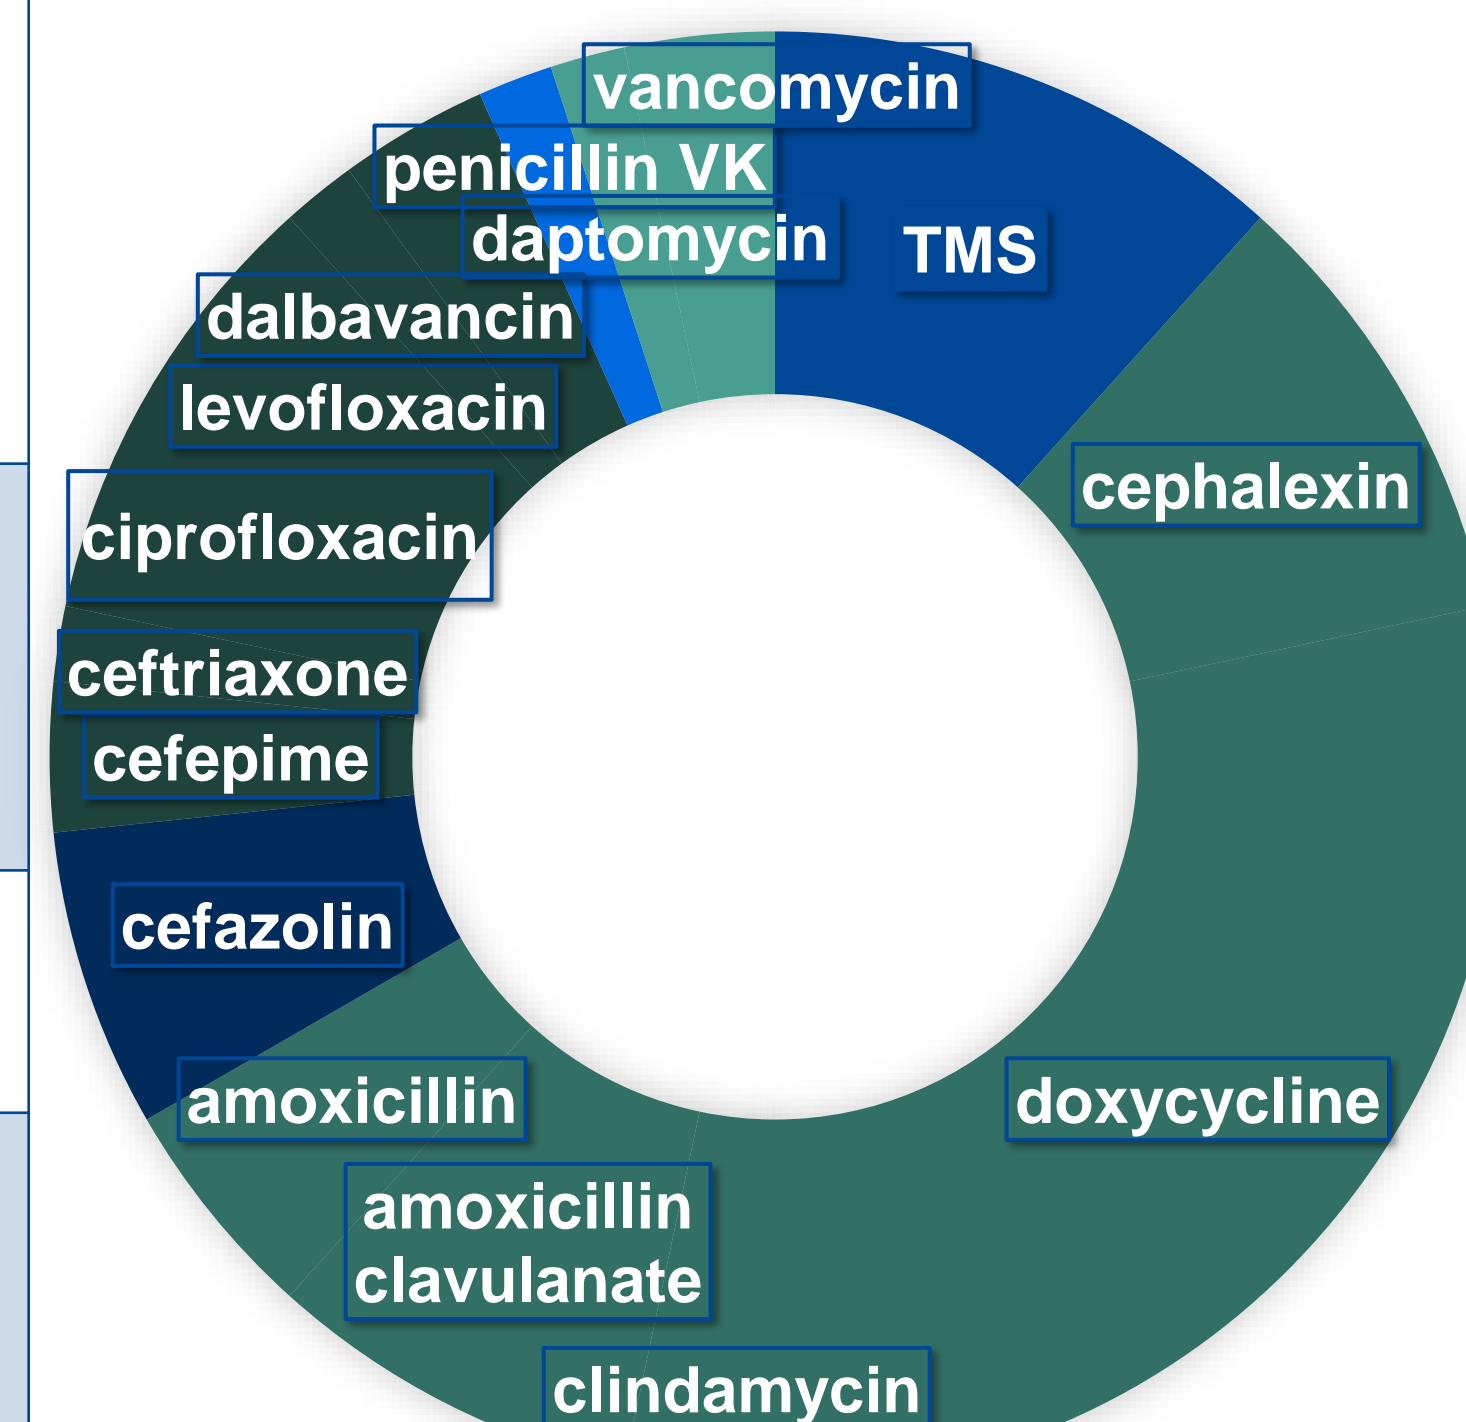 vancomycin
penicillin VK
daptomycin
TMS
dalbavancin
levofloxacin
cephalexin
ciprofloxacin
ceftriaxone
cefepime
cefazolin
amoxicillin
doxycycline
amoxicillin
clavulanate
clindamycin